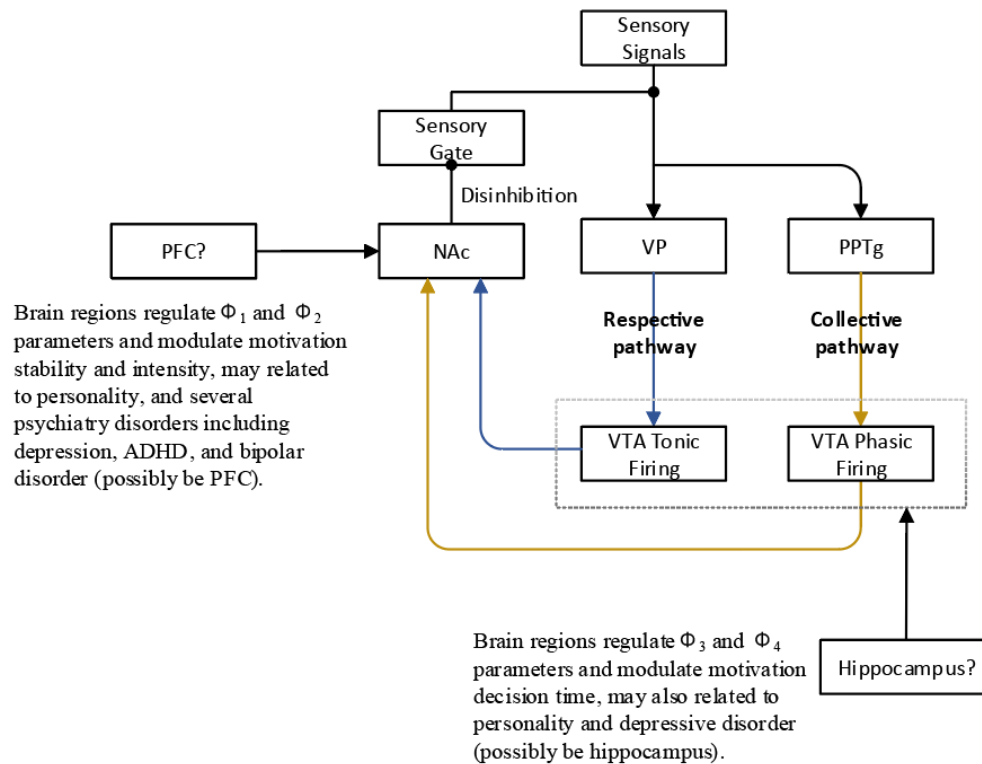 Sensory
Signals
Sensory
Gate
Disinhibition
PFC?
NAc
VP
PPTg
Brain regions regulate Φ1 and Φ2
parameters and modulate motivation
stability and intensity, may related
to personality, and several
psychiatry disorders including
depression, ADHD, and bipolar
disorder (possibly be PFC).
Respective
pathway
Collective
pathway
VTA Tonic
Firing
VTA Phasic
Firing
Brain regions regulate Φ3 and Φ4
parameters and modulate motivation
decision time, may also related to
personality and depressive disorder
(possibly be hippocampus).
Hippocampus?